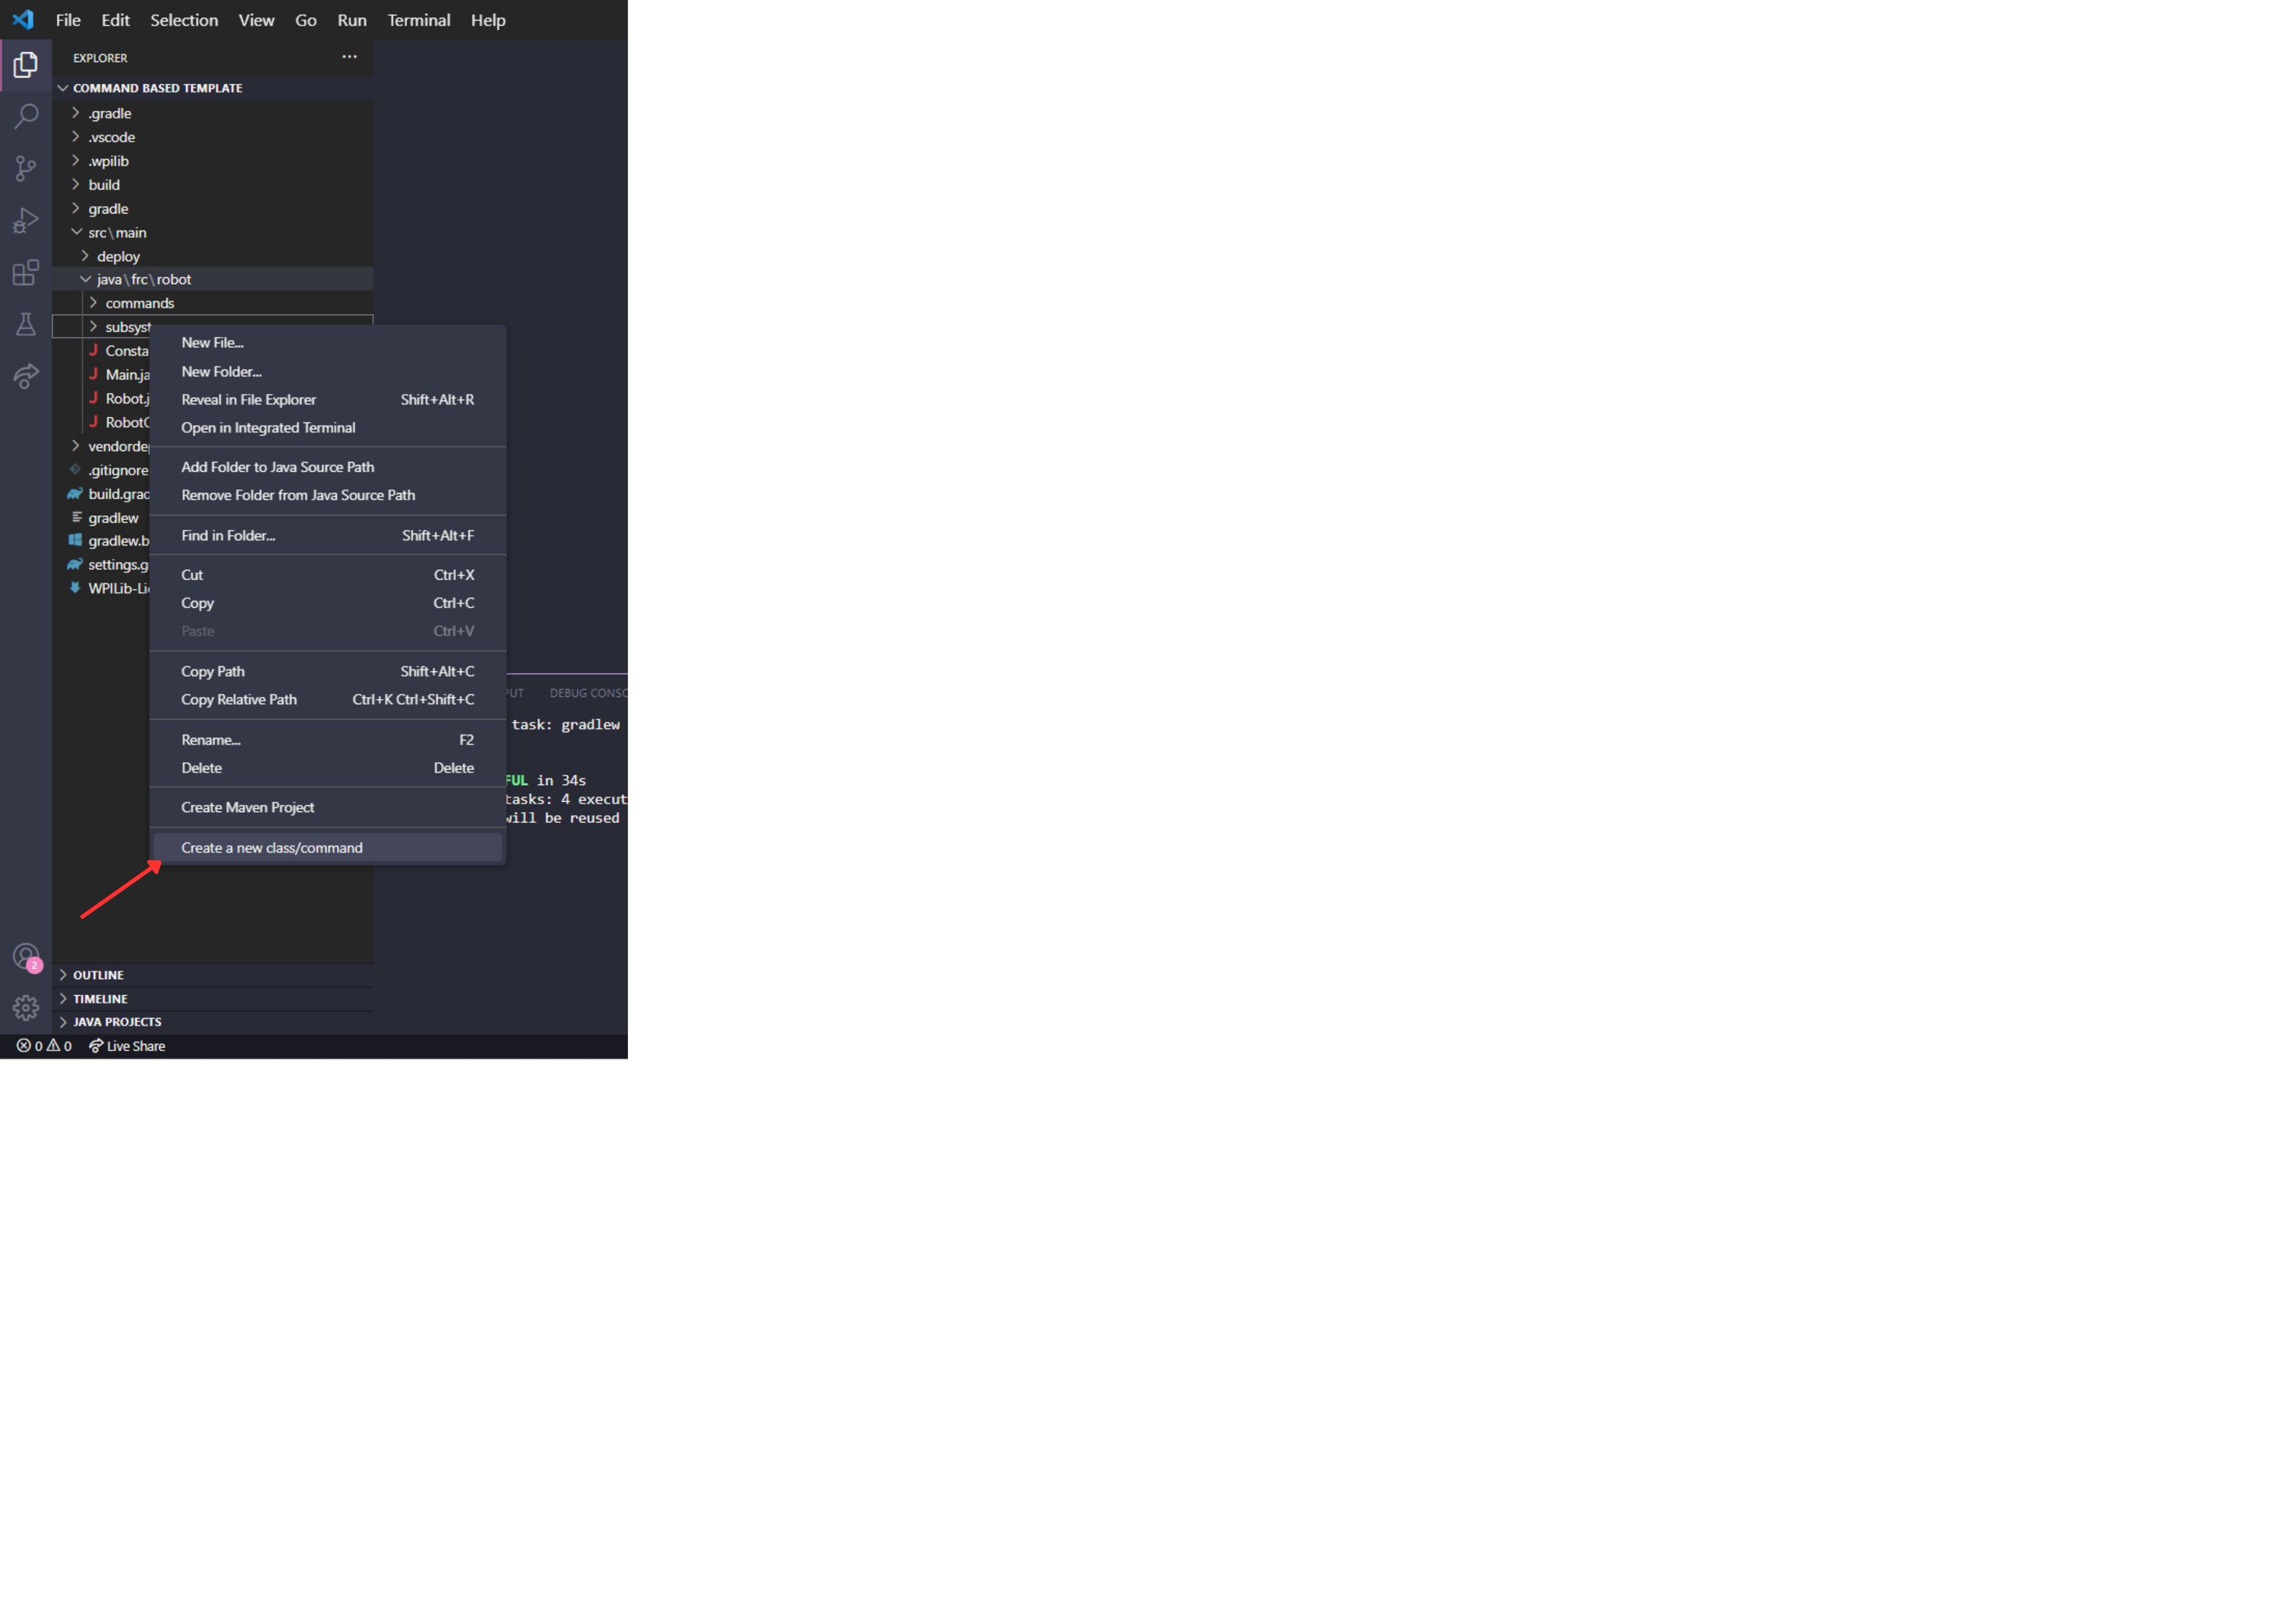 File Edit Selection View Go Run Terminal Help
EXPLORER ...
COMMAND BASED TEMPLATE
.gradle
.vscode
.wpilib
build
gradle
src\main
deploy
java\frc\robot
commands
subsyst
Consta
Main.ja
Robot.j
RobotC
vendorde
.gitignore
build.grad
gradlew
gradlew.b
settings.g
WPILib-Li
New File...
New Folder...
Reveal in File Explorer Shift+Alt+R
Open in Integrated Terminal
Add Folder to Java Source Path
Remove Folder from Java Source Path
Find in Folder... Shift+Alt+F
Cut Ctrl+X
Copy Ctrl+C
Paste Ctrl+V
Copy Path Shift+Alt+C
Copy Relative Path Ctrl+K Ctrl+Shift+C
Rename... F2
Delete Delete
Create Maven Project
Create a new class/command
PUT DEBUG CONSO
task: gradlew
FUL in 34s
tasks: 4 execut
will be reused
2
OUTLINE
TIMELINE
JAVA PROJECTS
0 0 Live Share